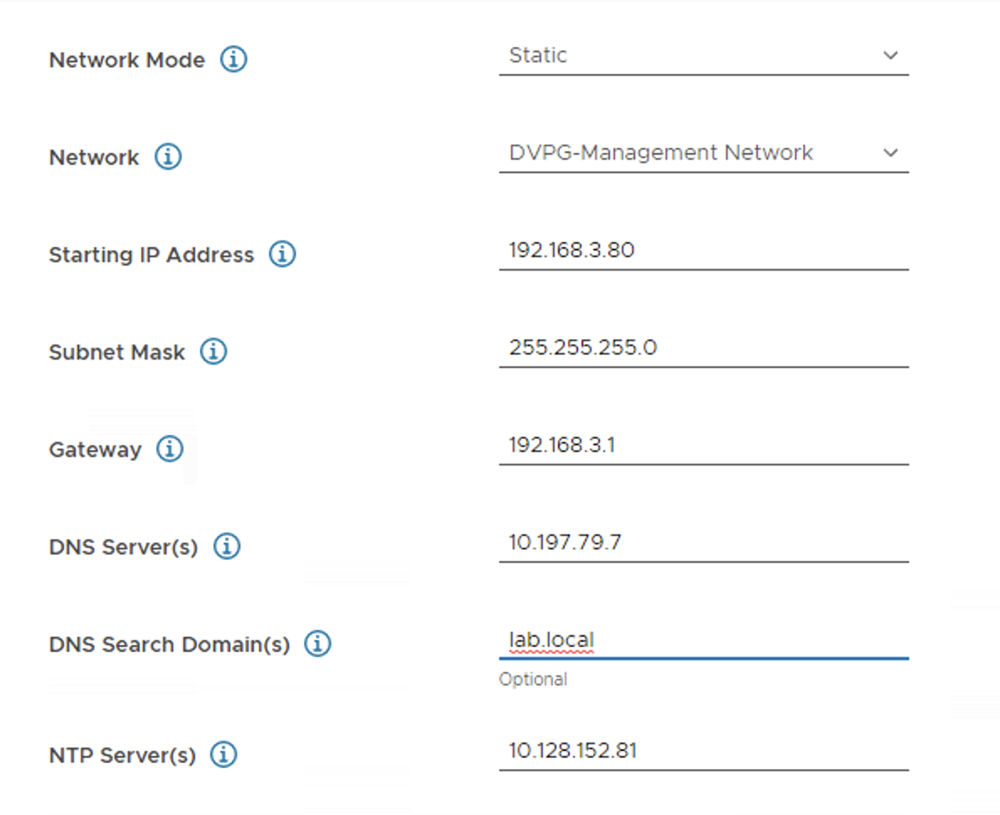 Network Mode Static
Network DVPG-Management Network
Starting IP Address 192.168.3.80
Subnet Mask 255.255.255.0
Gateway 192.168.3.1
DNS Server(s) 10.197.79.7
DNS Search Domain(s) lab.local
Optional
NTP Server(s) 10.128.152.81